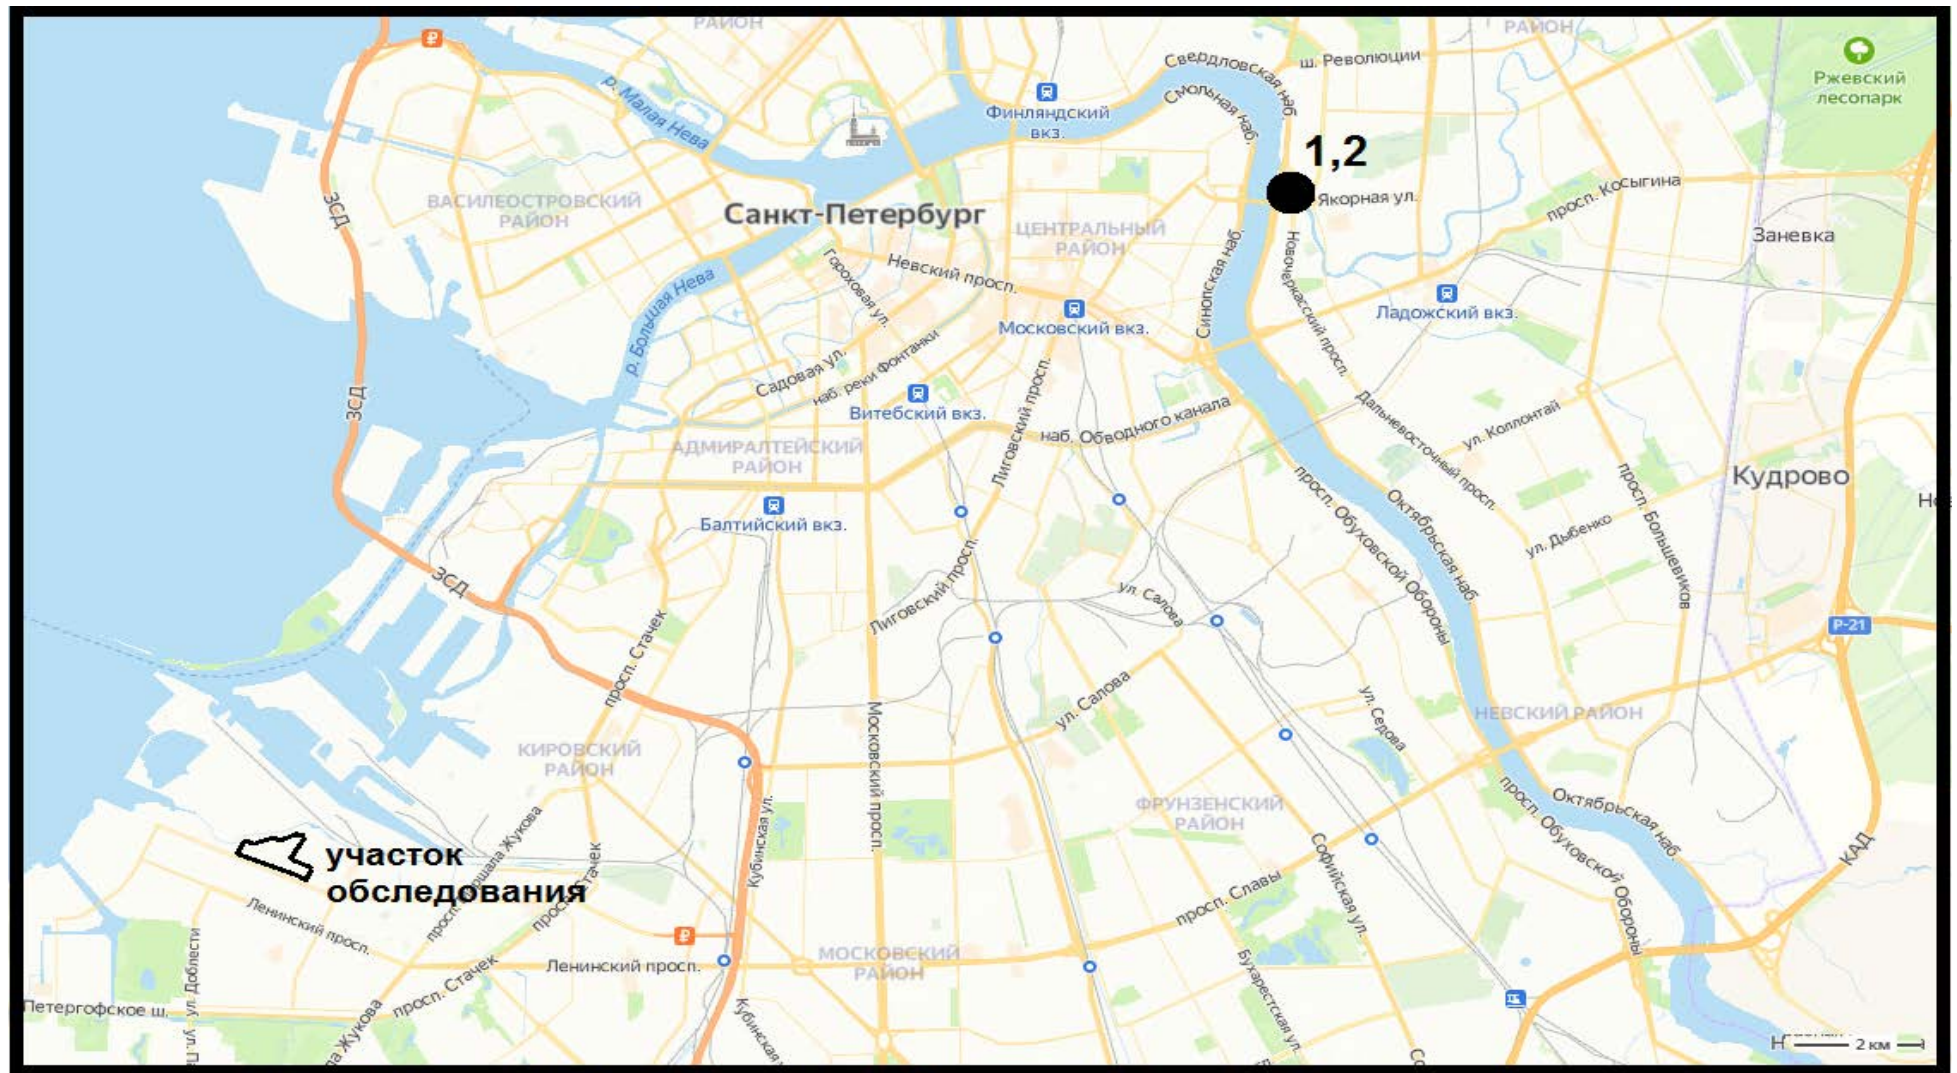 РАЙОН
РАЙОН
₽
р. Малая Нева
Финляндский
вкз.
Свердловская наб
Смольная наб.
ш. Революции
Ржевский
лесопарк
1,2
Якорная ул.
просп. Косыгина
Заневка
ЗСД
ВАСИЛЕОСТРОВСКИЙ
РАЙОН
Санкт-Петербург
ЦЕНТРАЛЬНЫЙ
РАЙОН
Невский просп.
Гороховая ул.
Синопская наб.
Новочеркасский просп.
Ладожский вкз.
Московский вкз.
р. Большая Нева
Садовая ул.
наб. реки Фонтанки
ЗСД
Витебский вкз.
Лиговский просп.
наб. Обводного канала
Дальневосточный просп.
ул. Коллонтай
АДМИРАЛТЕЙСКИЙ
РАЙОН
Кудрово
Балтийский вкз.
просп. Обуховской Обороны
Октябрьская наб.
ул. Дыбенко
просп. Большевиков
ЗСД
Лиговский просп.
ул. Салова
просп. Стачек
Р-21
ул. Салова
ул. Седова
НЕВСКИЙ РАЙОН
Московский просп.
КИРОВСКИЙ
РАЙОН
ФРУНЗЕНСКИЙ
РАЙОН
просп. Обуховской Обороны
Октябрьская наб.
КАД
Кубинская ул.
Софийская ул.
участок
обследования
Ленинский просп.
просп. Славы
₽
Ленинский просп.
МОСКОВСКИЙ
РАЙОН
ул. Доблести
просп. Стачек
Петергофское ш.
Жукова
Кубинская
Бухарестская ул.
2 км